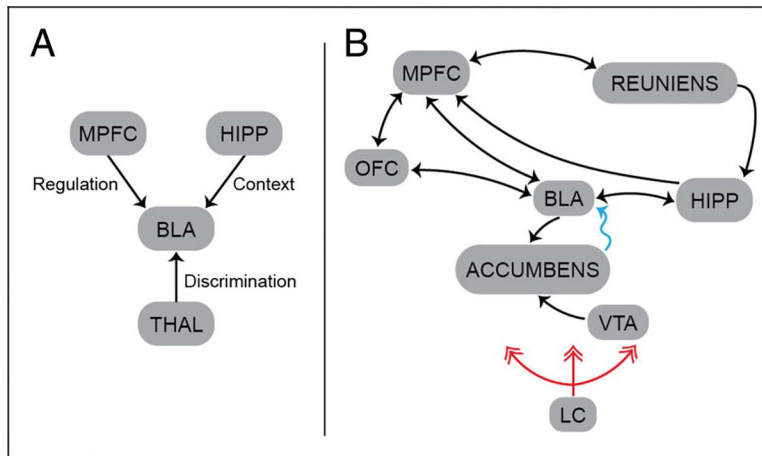 A
MPFC
HIPP
Regulation
Context
BLA
Discrimination
THAL
B
MPFC
REUNIENS
OFC
BLA
HIPP
ACCUMBENS
VTA
LC